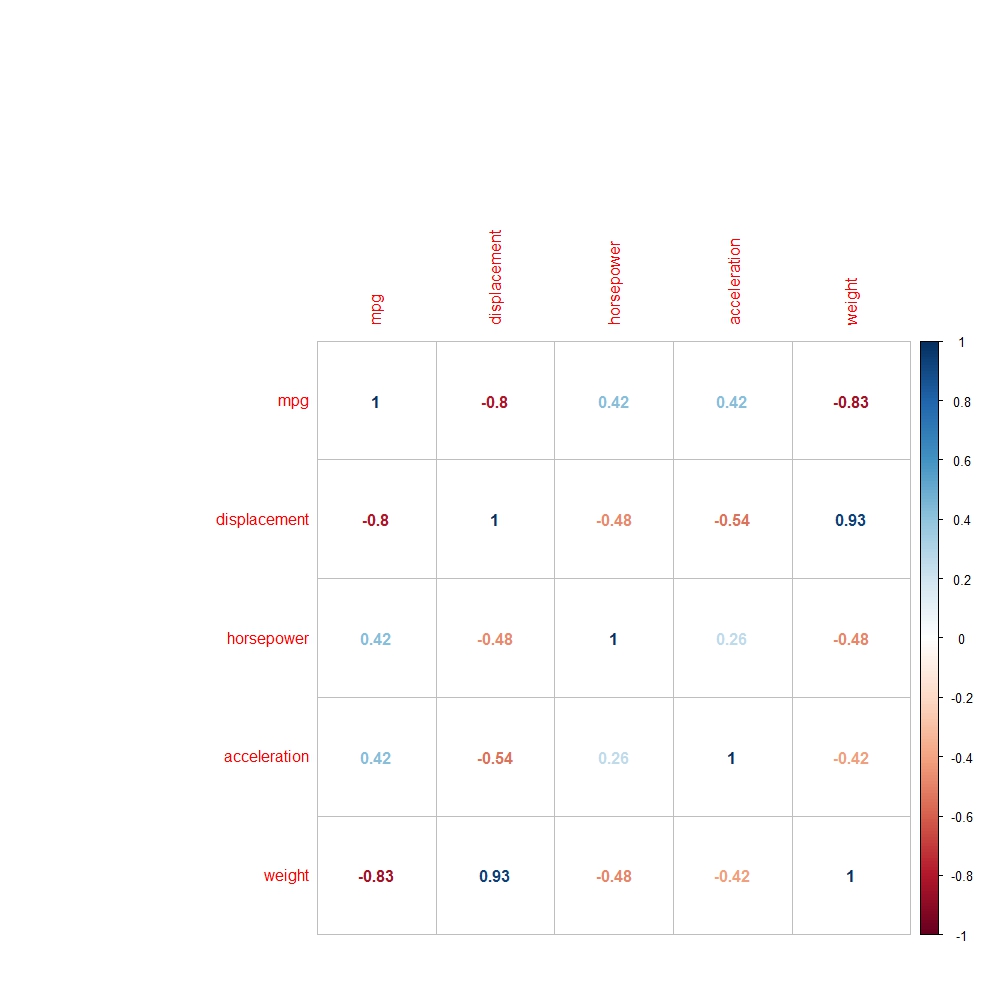 mpg displacement horsepower acceleration weight
mpg 1 -0.8 0.42 0.42 -0.83
displacement -0.8 1 -0.48 -0.54 0.93
horsepower 0.42 -0.48 1 0.26 -0.48
acceleration 0.42 -0.54 0.26 1 -0.42
weight -0.83 0.93 -0.48 -0.42 1
1
0.8
0.6
0.4
0.2
0
-0.2
-0.4
-0.6
-0.8
-1